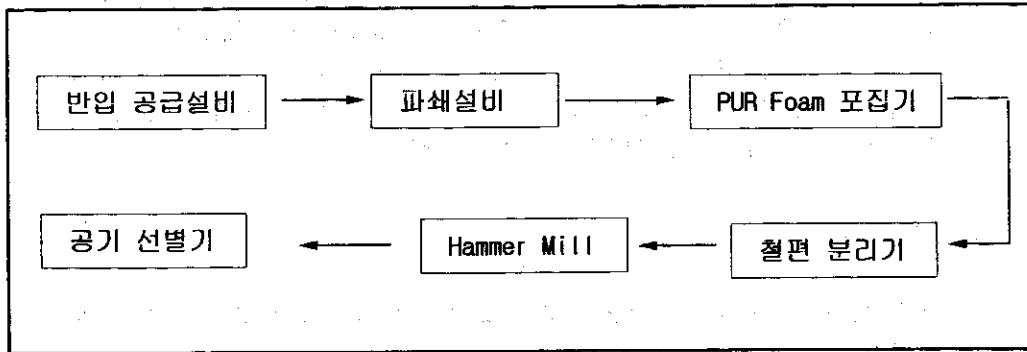 반입 공급설비
파쇄설비
PUR Foam 포집기
철편 분리기
Hammer Mill
공기 선별기